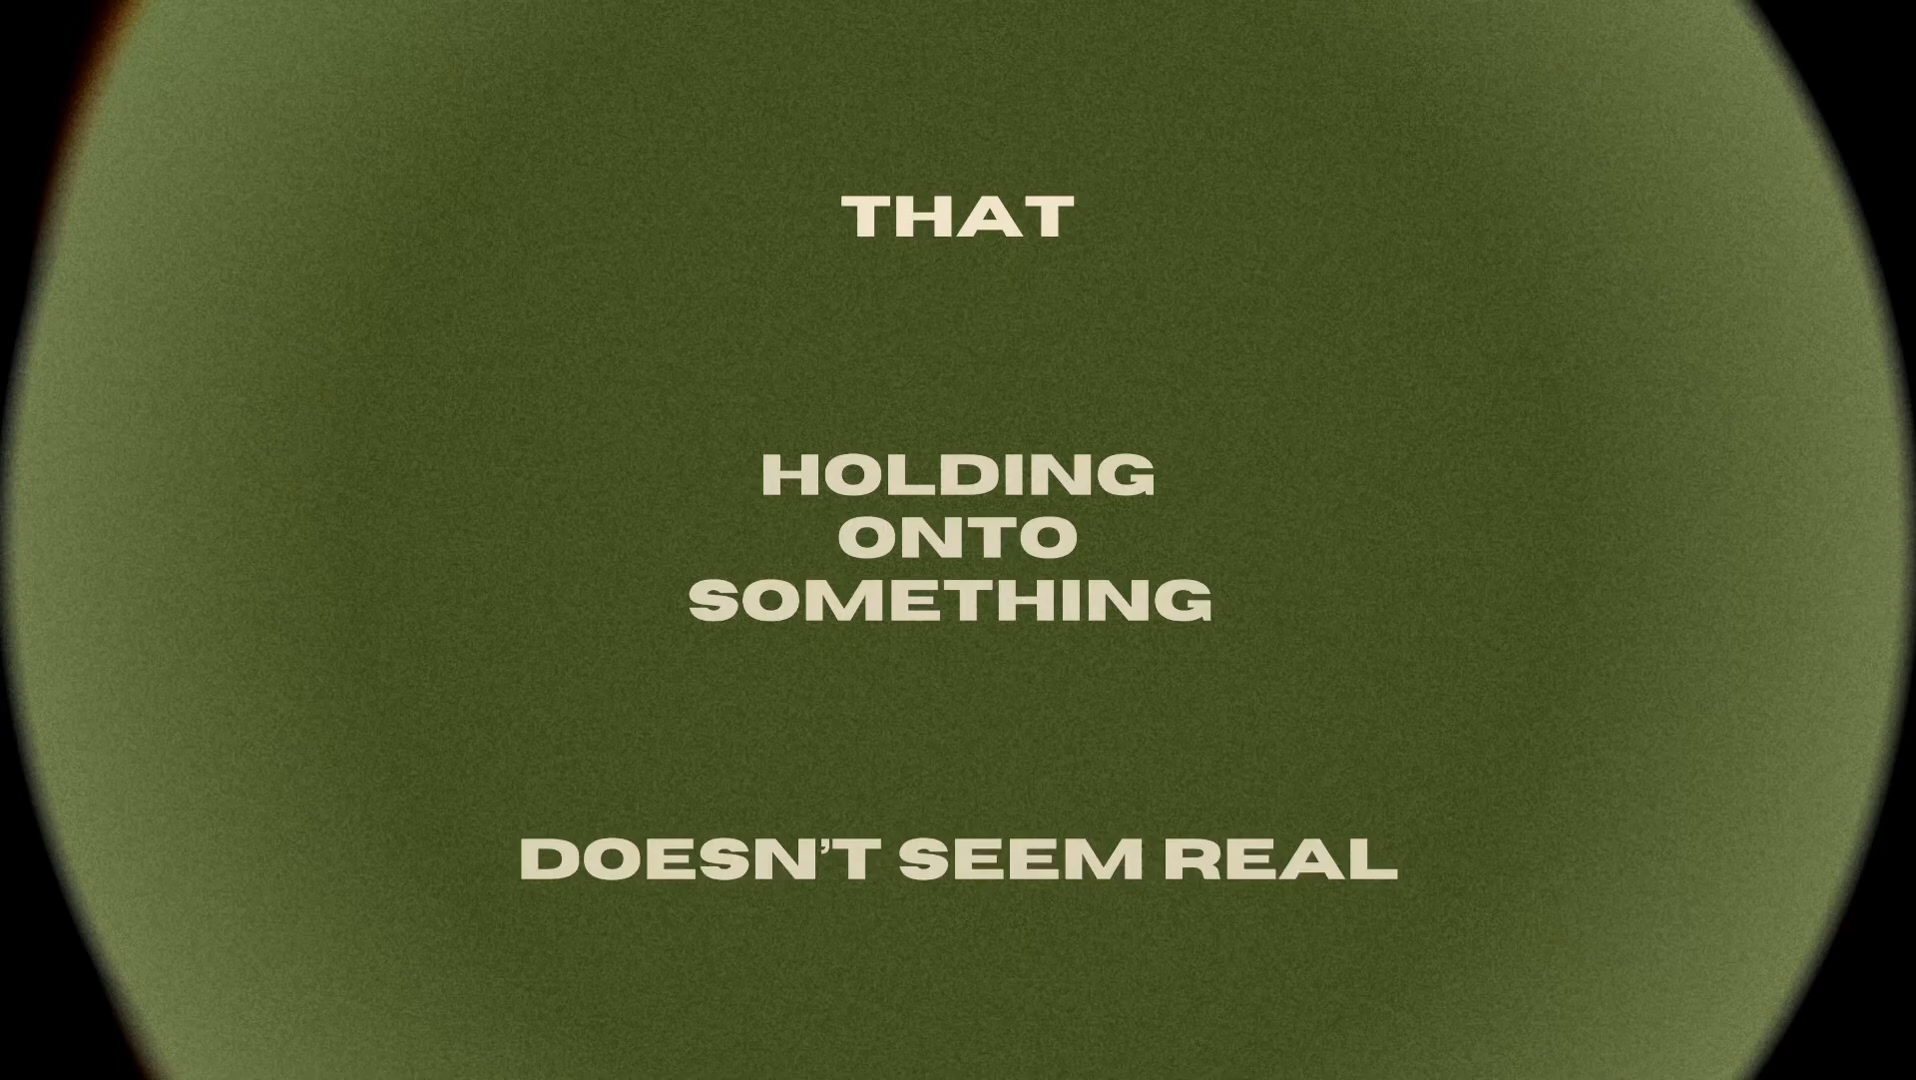 THAT
HOLDING
ONTO
SOMETHING
DOESN’T SEEM REAL